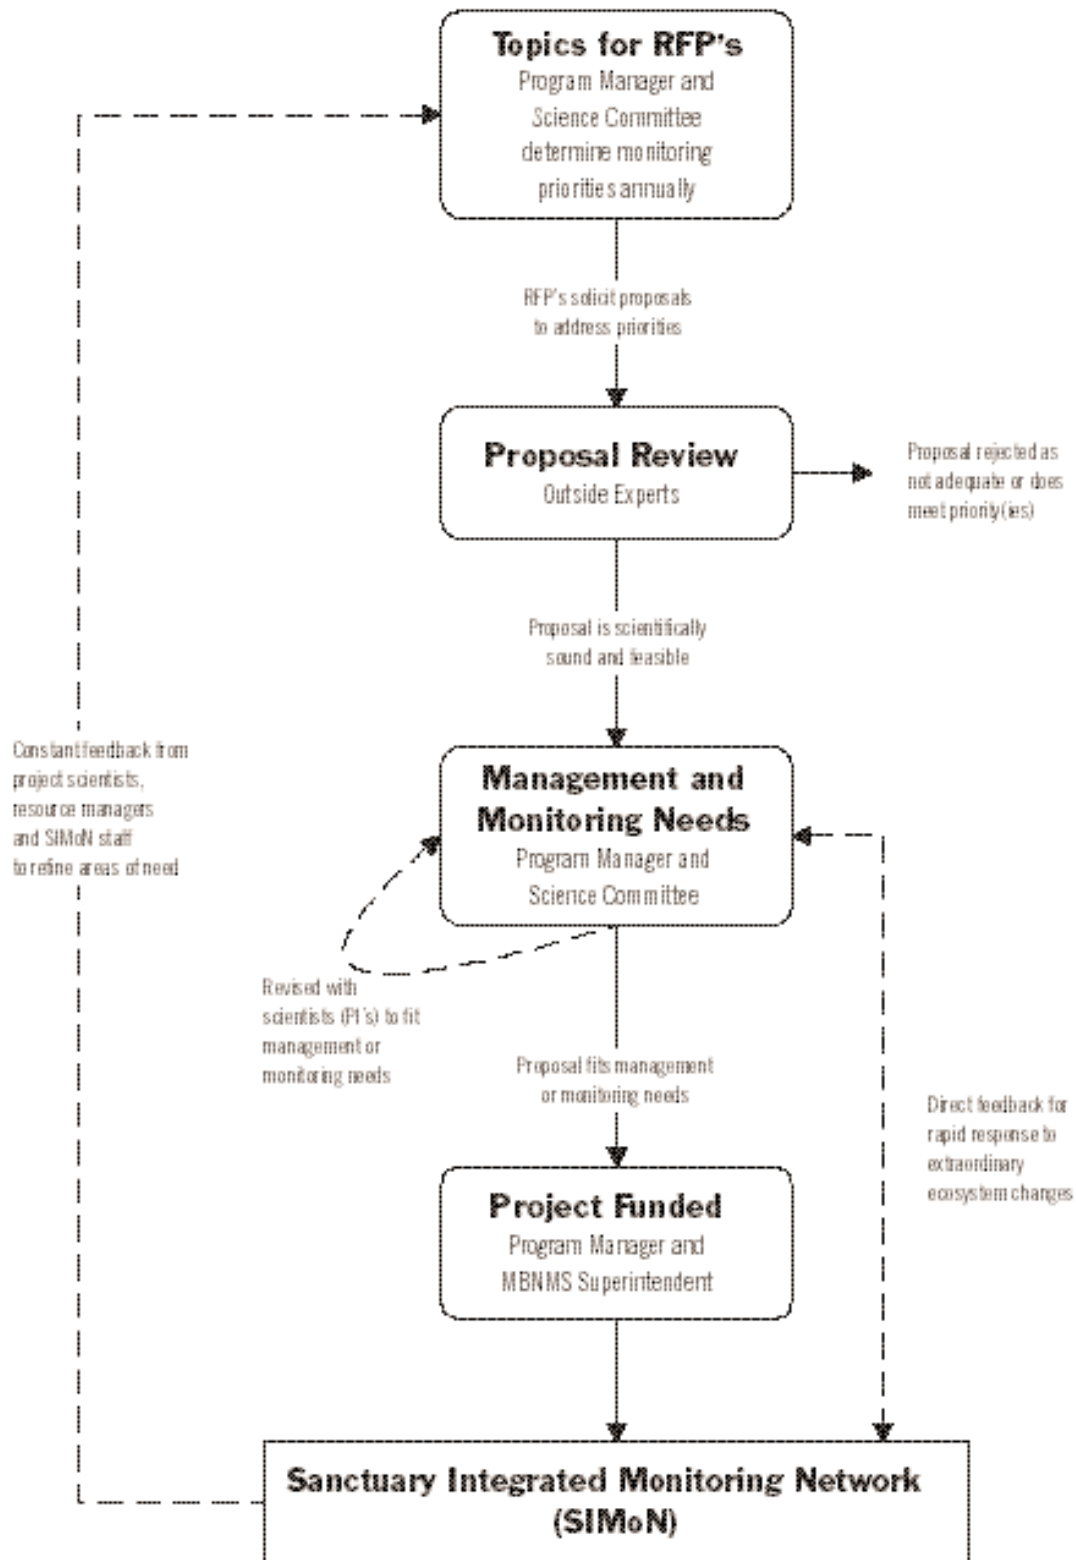 Topics for RFP's
Program Manager and
Science Committee
determine monitoring
priorities annually
RFP's solicit proposals
to address priorities
Proposal Review
Outside Experts
Proposal rejected as
not adequate or does
meet priority(ies)
Proposal is scientifically
sound and feasible
Constant feedback from
project scientists,
resource managers
and SIMoN staff
to refine areas of need
Management and
Monitoring Needs
Program Manager and
Science Committee
Revised with
scientists (PI's) to fit
management or
monitoring needs
Proposal fits management
or monitoring needs
Direct feedback for
rapid response to
extraordinary
ecosystem changes
Project Funded
Program Manager and
MBNMS Superintendent
Sanctuary Integrated Monitoring Network
(SIMoN)